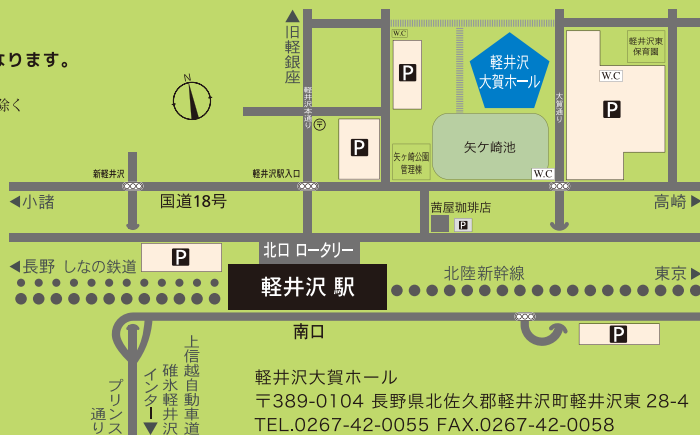 なります。
除く
N
旧軽銀座
軽井沢本通り
〒
W.C
P
軽井沢
大賀ホール
大賀通り
軽井沢東
保育園
W.C
P
P
矢ケ崎公園
管理棟
矢ケ崎池
W.C
新軽井沢
軽井沢駅入口
◀小諸
国道18号
高崎▶
茜屋珈琲店
P
北口 ロータリー
◀長野 しなの鉄道
P
軽井沢 駅
北陸新幹線
東京▶
南口
P
上信越自動車道
碓氷軽井沢
インター▼
プリンス
通り
軽井沢大賀ホール
〒389-0104 長野県北佐久郡軽井沢町軽井沢東 28-4
TEL.0267-42-0055 FAX.0267-42-0058